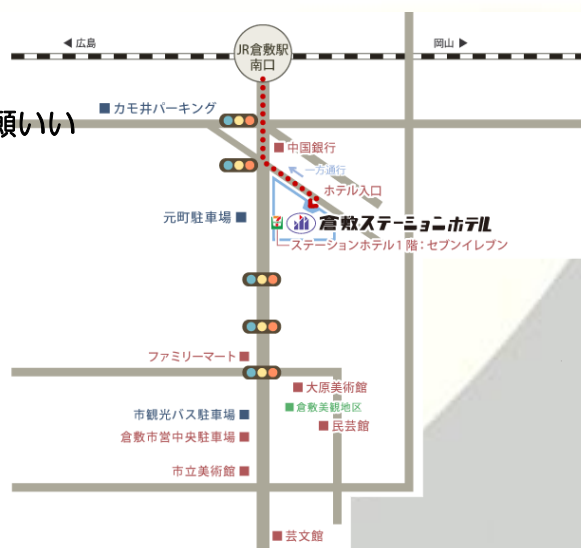 ◀ 広島
JR倉敷駅
南口
岡山 ▶
カモ井パーキング
願いい
中国銀行
一方通行
ホテル入口
元町駐車場
倉敷ステーションホテル
ステーションホテル1階：セブンイレブン
ファミリーマート
大原美術館
倉敷美観地区
市観光バス駐車場
民芸館
倉敷市営中央駐車場
市立美術館
芸文館